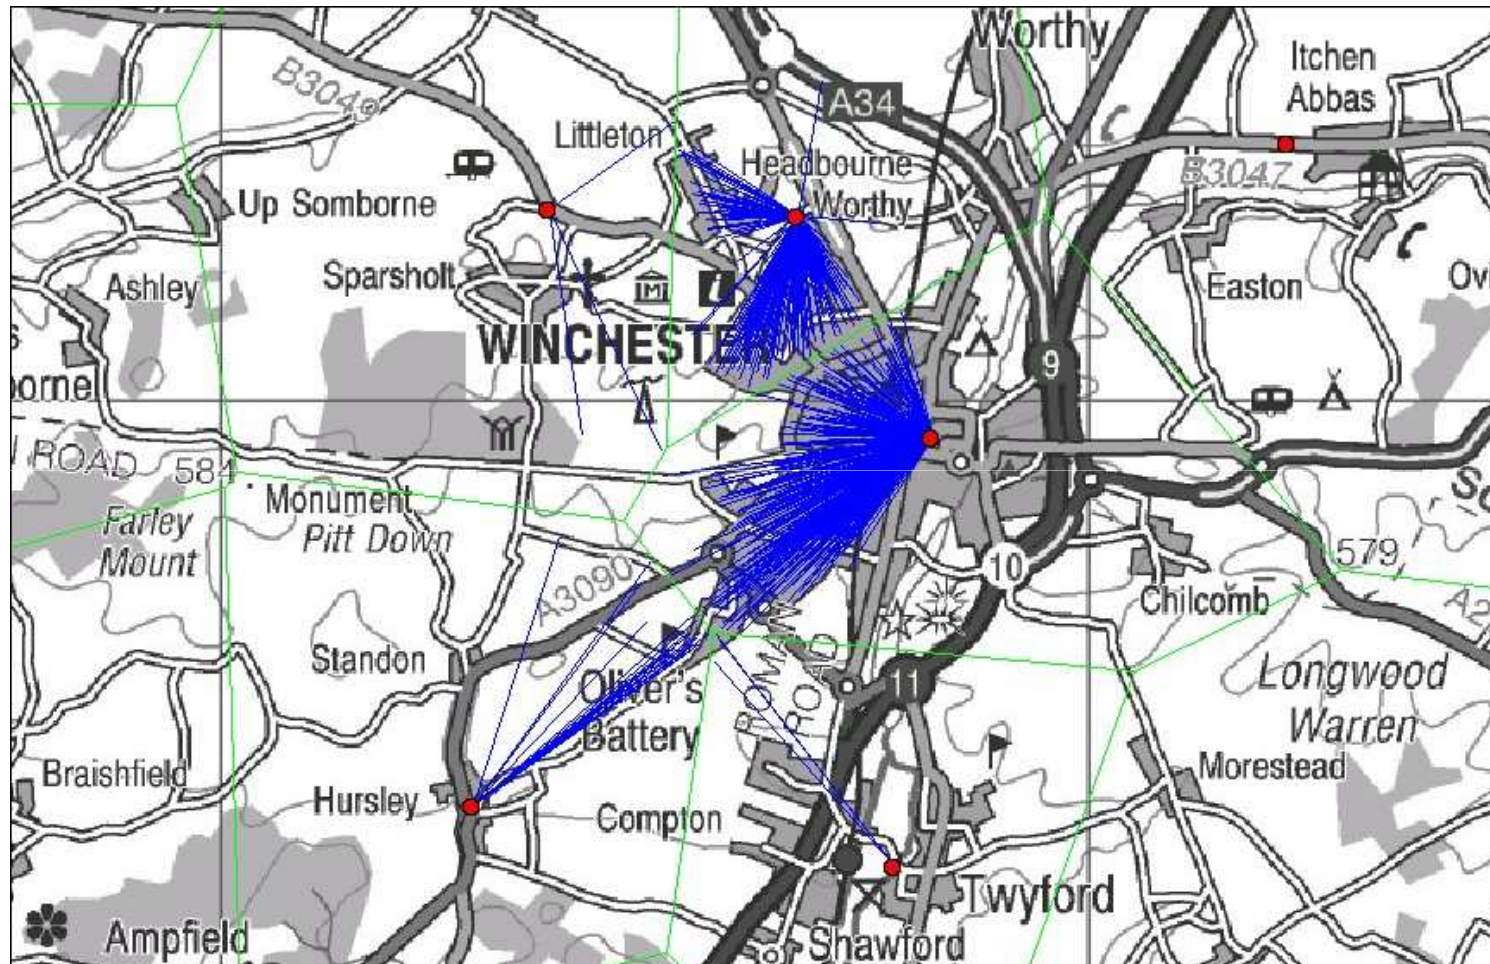 Worthy
Itchen
Abbas
B3049
A34
Littleton
Headbourne
Worthy
B3047
Up Somborne
Sparsholt
Ashley
Easton
WINCHESTER
9
ROAD 584
Monument
Farley
Mount
Pitt Down
A3090
10
579
Chilcomb
Standon
Oliver's
Battery
ROMAN
ROAD
11
Longwood
Warren
Braishfield
Hursley
Compton
Morestead
Twyford
Ampfield
Shawford